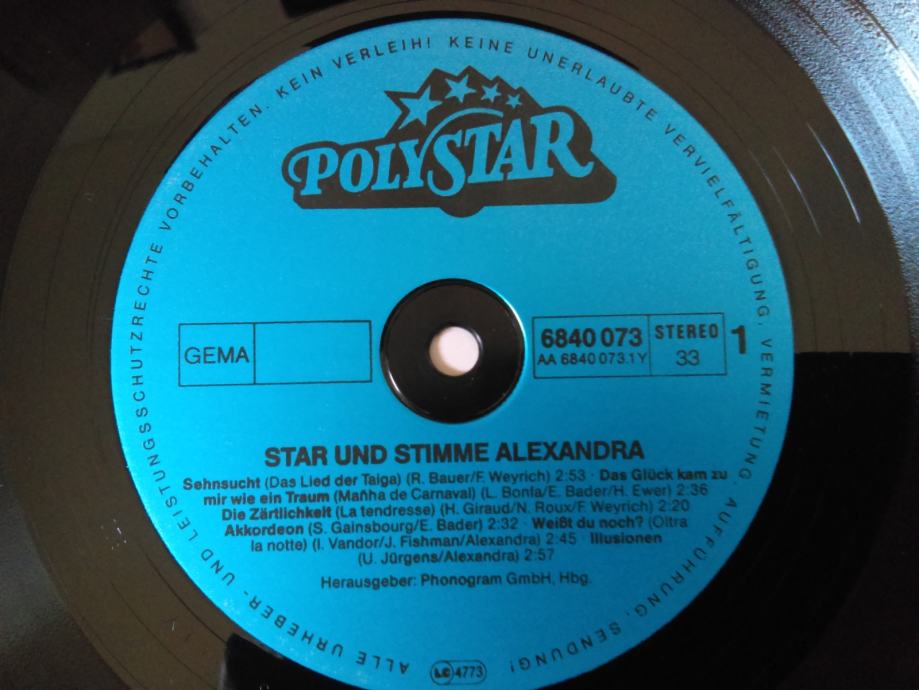 ALLE URHEBER- UND LEISTUNGSSCHUTZRECHTE VORBEHALTEN. KEIN VERLEIH! KEINE UNERLAUBTE VERVIELFÄLTIGUNG, VERMIETUNG, AUFFÜHRUNG, SENDUNG!
POLYSTAR
GEMA
6840 073
AA 6840 073.1Y
STEREO
33
1
STAR UND STIMME ALEXANDRA
Sehnsucht (Das Lied der Taiga) (R. Bauer/F. Weyrich) 2:53 · Das Glück kam zu
mir wie ein Traum (Mañha de Carnaval) (L. Bonfa/E. Bader/H. Ewer) 2:36
Die Zärtlichkeit (La tendresse) (H. Giraud/N. Roux/F. Weyrich) 2:20
Akkordeon (S. Gainsbourg/E. Bader) 2:32 · Weißt du noch? (Oltra
la notte) (I. Vandor/J. Fishman/Alexandra) 2:45 · Illusionen
(U. Jürgens/Alexandra) 2:57
Herausgeber: Phonogram GmbH, Hbg.
LC 4773